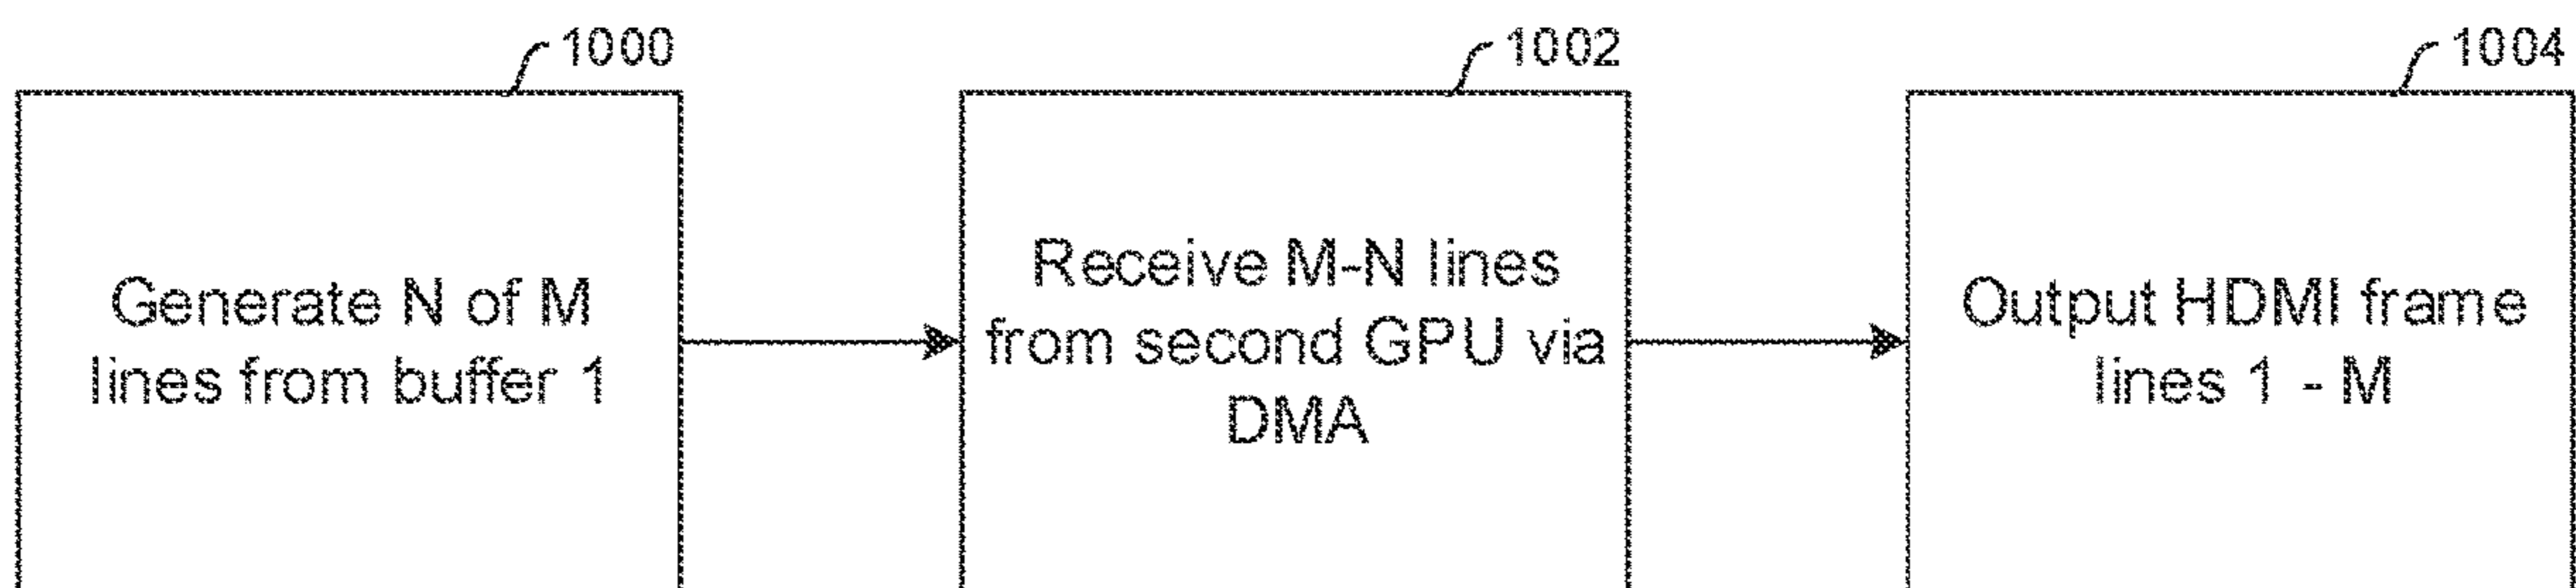 1000
1002
1004
Generate N of M
lines from buffer 1
Receive M-N lines
from second GPU via
DMA
Output HDMI frame
lines 1 - M